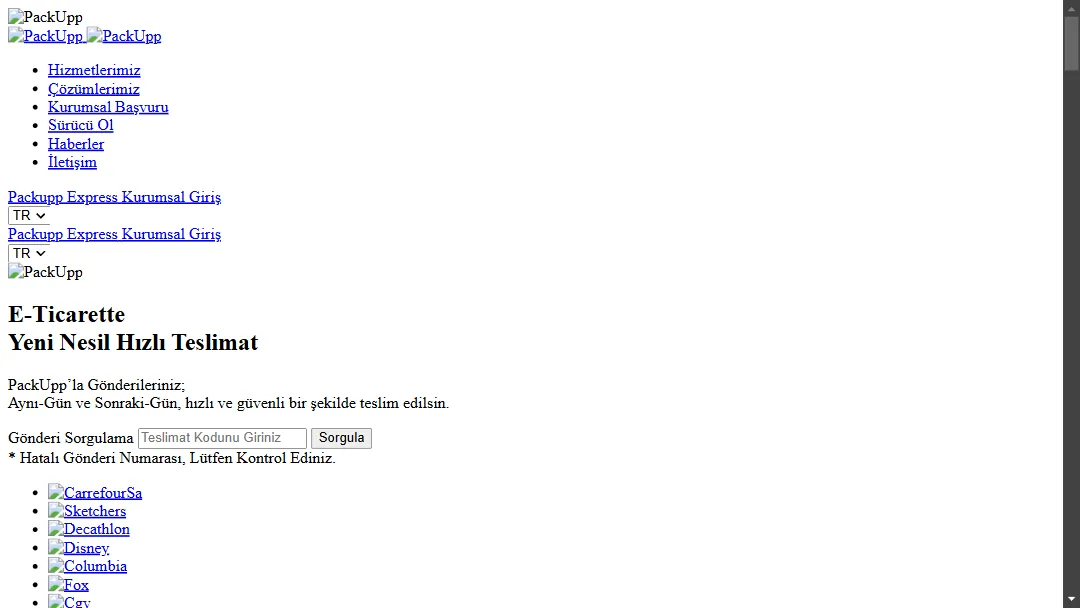 PackUpp
PackUpp PackUpp
Hizmetlerimiz
Çözümlerimiz
Kurumsal Başvuru
Sürücü Ol
Haberler
İletişim
Packupp Express Kurumsal Giriş
TR
Packupp Express Kurumsal Giriş
TR
PackUpp
E-Ticarette
Yeni Nesil Hızlı Teslimat
PackUpp’la Gönderileriniz;
Aynı-Gün ve Sonraki-Gün, hızlı ve güvenli bir şekilde teslim edilsin.
Gönderi Sorgulama Teslimat Kodunu Giriniz Sorgula
* Hatalı Gönderi Numarası, Lütfen Kontrol Ediniz.
CarrefourSa
Sketchers
Decathlon
Disney
Columbia
Fox
Cgv